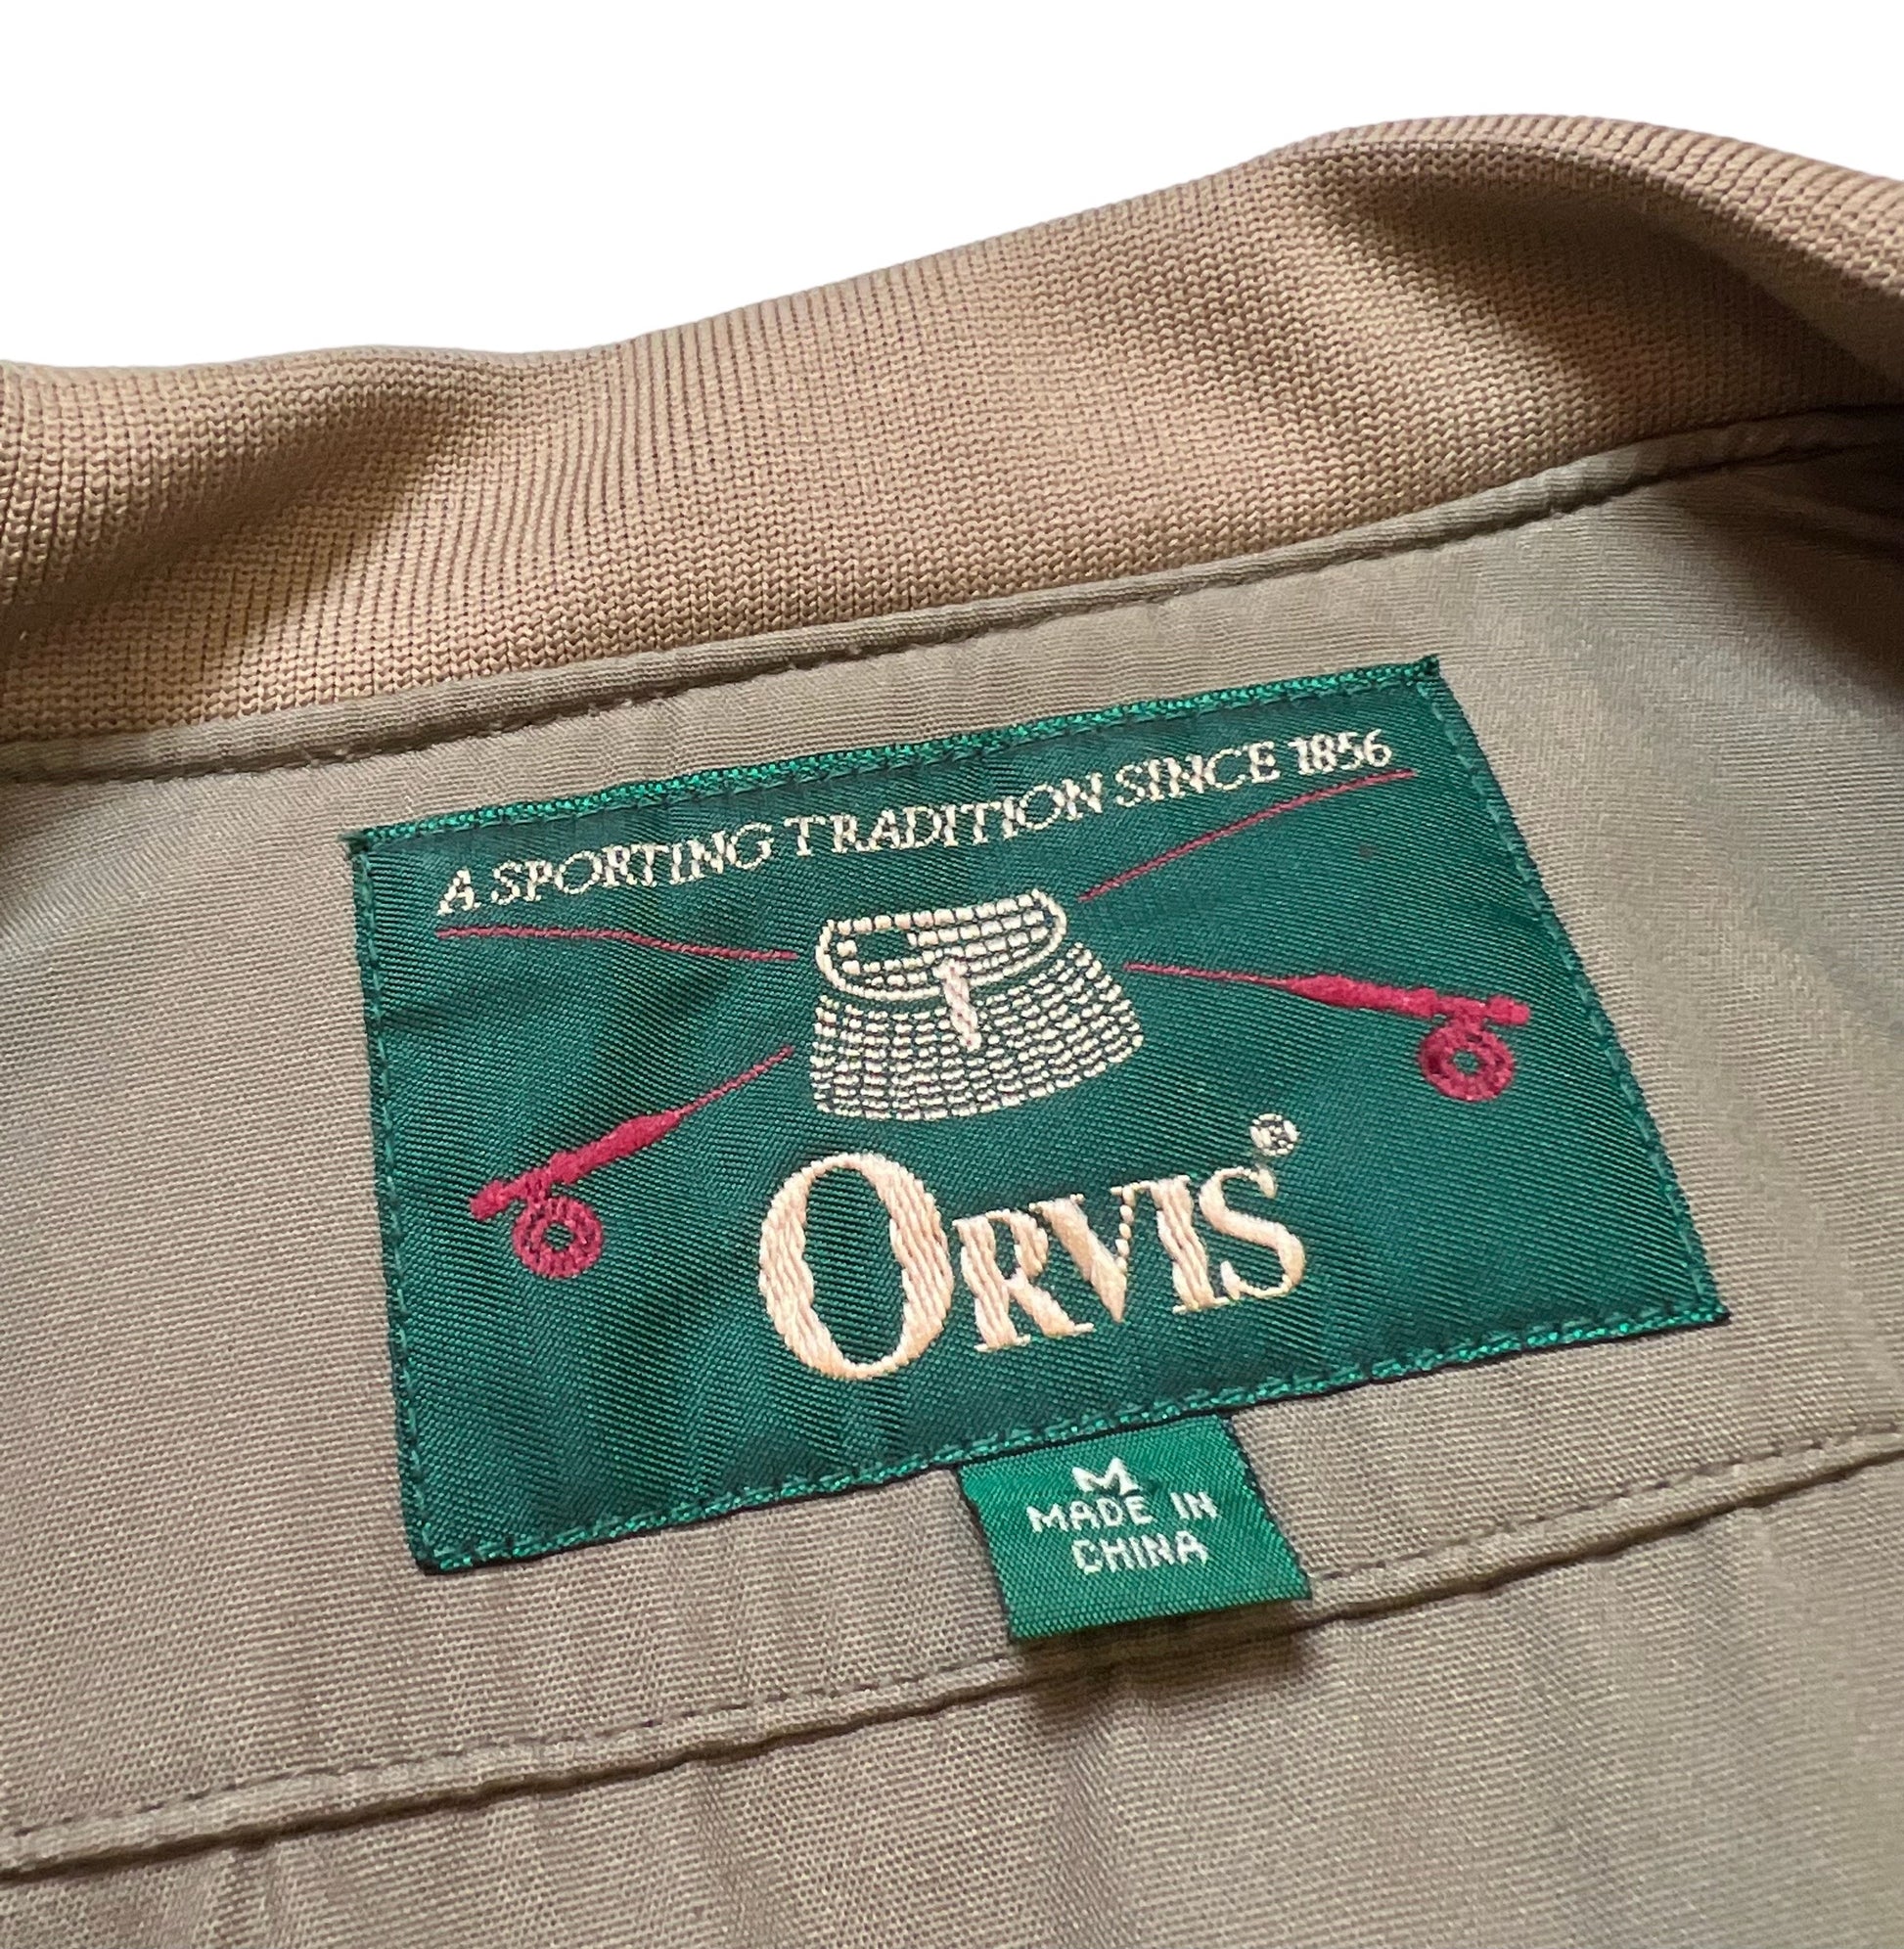 A SPORTING TRADITION SINCE 1856
ORVIS®
M
MADE IN
CHINA